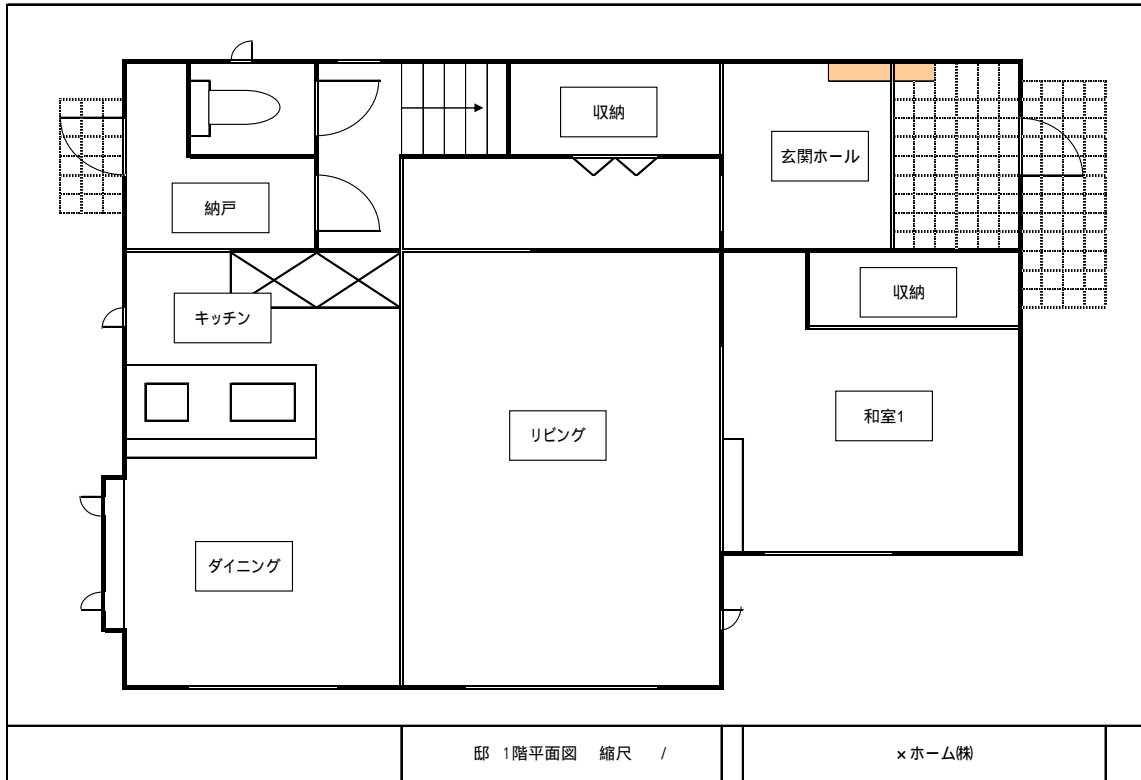 収納
玄関ホール
納戸
収納
キッチン
和室1
リビング
ダイニング
邸 1階平面図 縮尺 /
×ホーム㈱